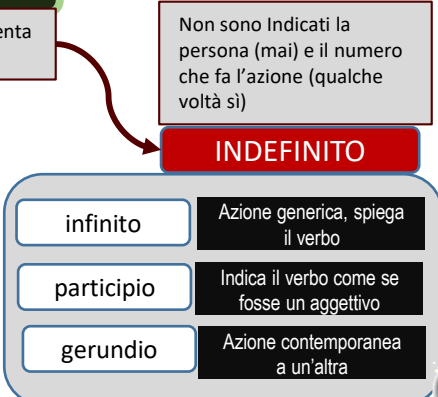 enta
Non sono Indicati la
persona (mai) e il numero
che fa l'azione (qualche
voltà sì)
INDEFINITO
infinito
Azione generica, spiega
il verbo
participio
Indica il verbo come se
fosse un aggettivo
gerundio
Azione contemporanea
a un'altra